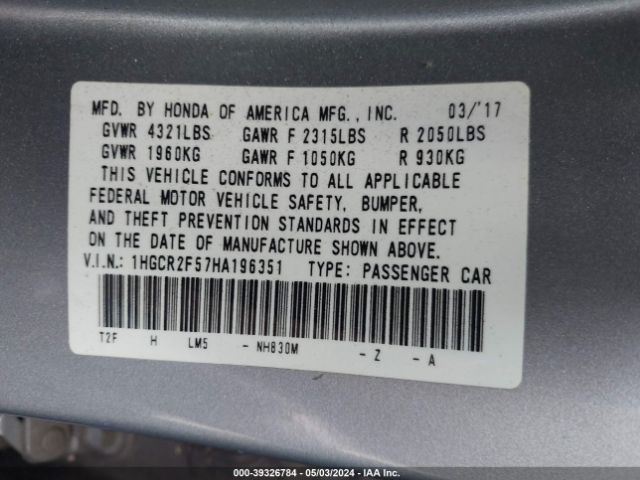 MFD. BY HONDA OF AMERICA MFG., INC. 03/'17
GVWR 4321LBS GAWR F 2315LBS R 2050LBS
GVWR 1960KG GAWR F 1050KG R 930KG
THIS VEHICLE CONFORMS TO ALL APPLICABLE
FEDERAL MOTOR VEHICLE SAFETY, BUMPER,
AND THEFT PREVENTION STANDARDS IN EFFECT
ON THE DATE OF MANUFACTURE SHOWN ABOVE.
V.I.N.: 1HGCR2F57HA196351 TYPE: PASSENGER CAR
T2F H LM5 - NH830M - Z - A
000-39326784 - 05/03/2024 - IAA Inc.